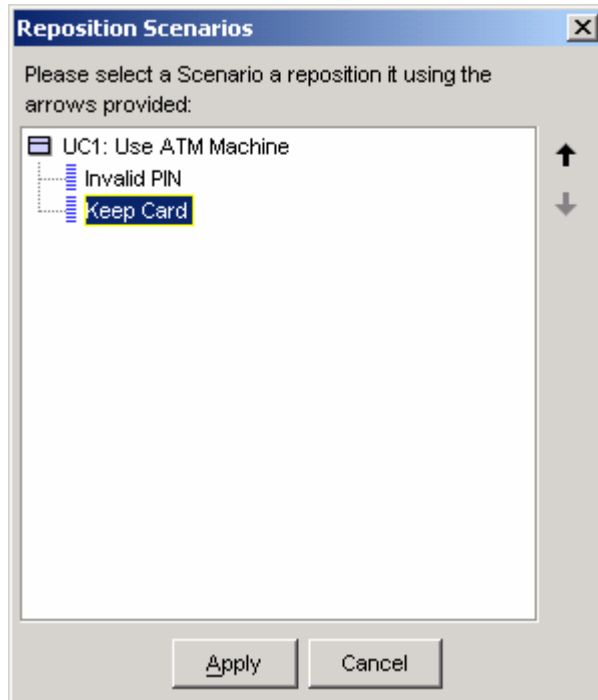 Reposition Scenarios
Please select a Scenario a reposition it using the
arrows provided:
UC1: Use ATM Machine
Invalid PIN
Keep Card
Apply
Cancel